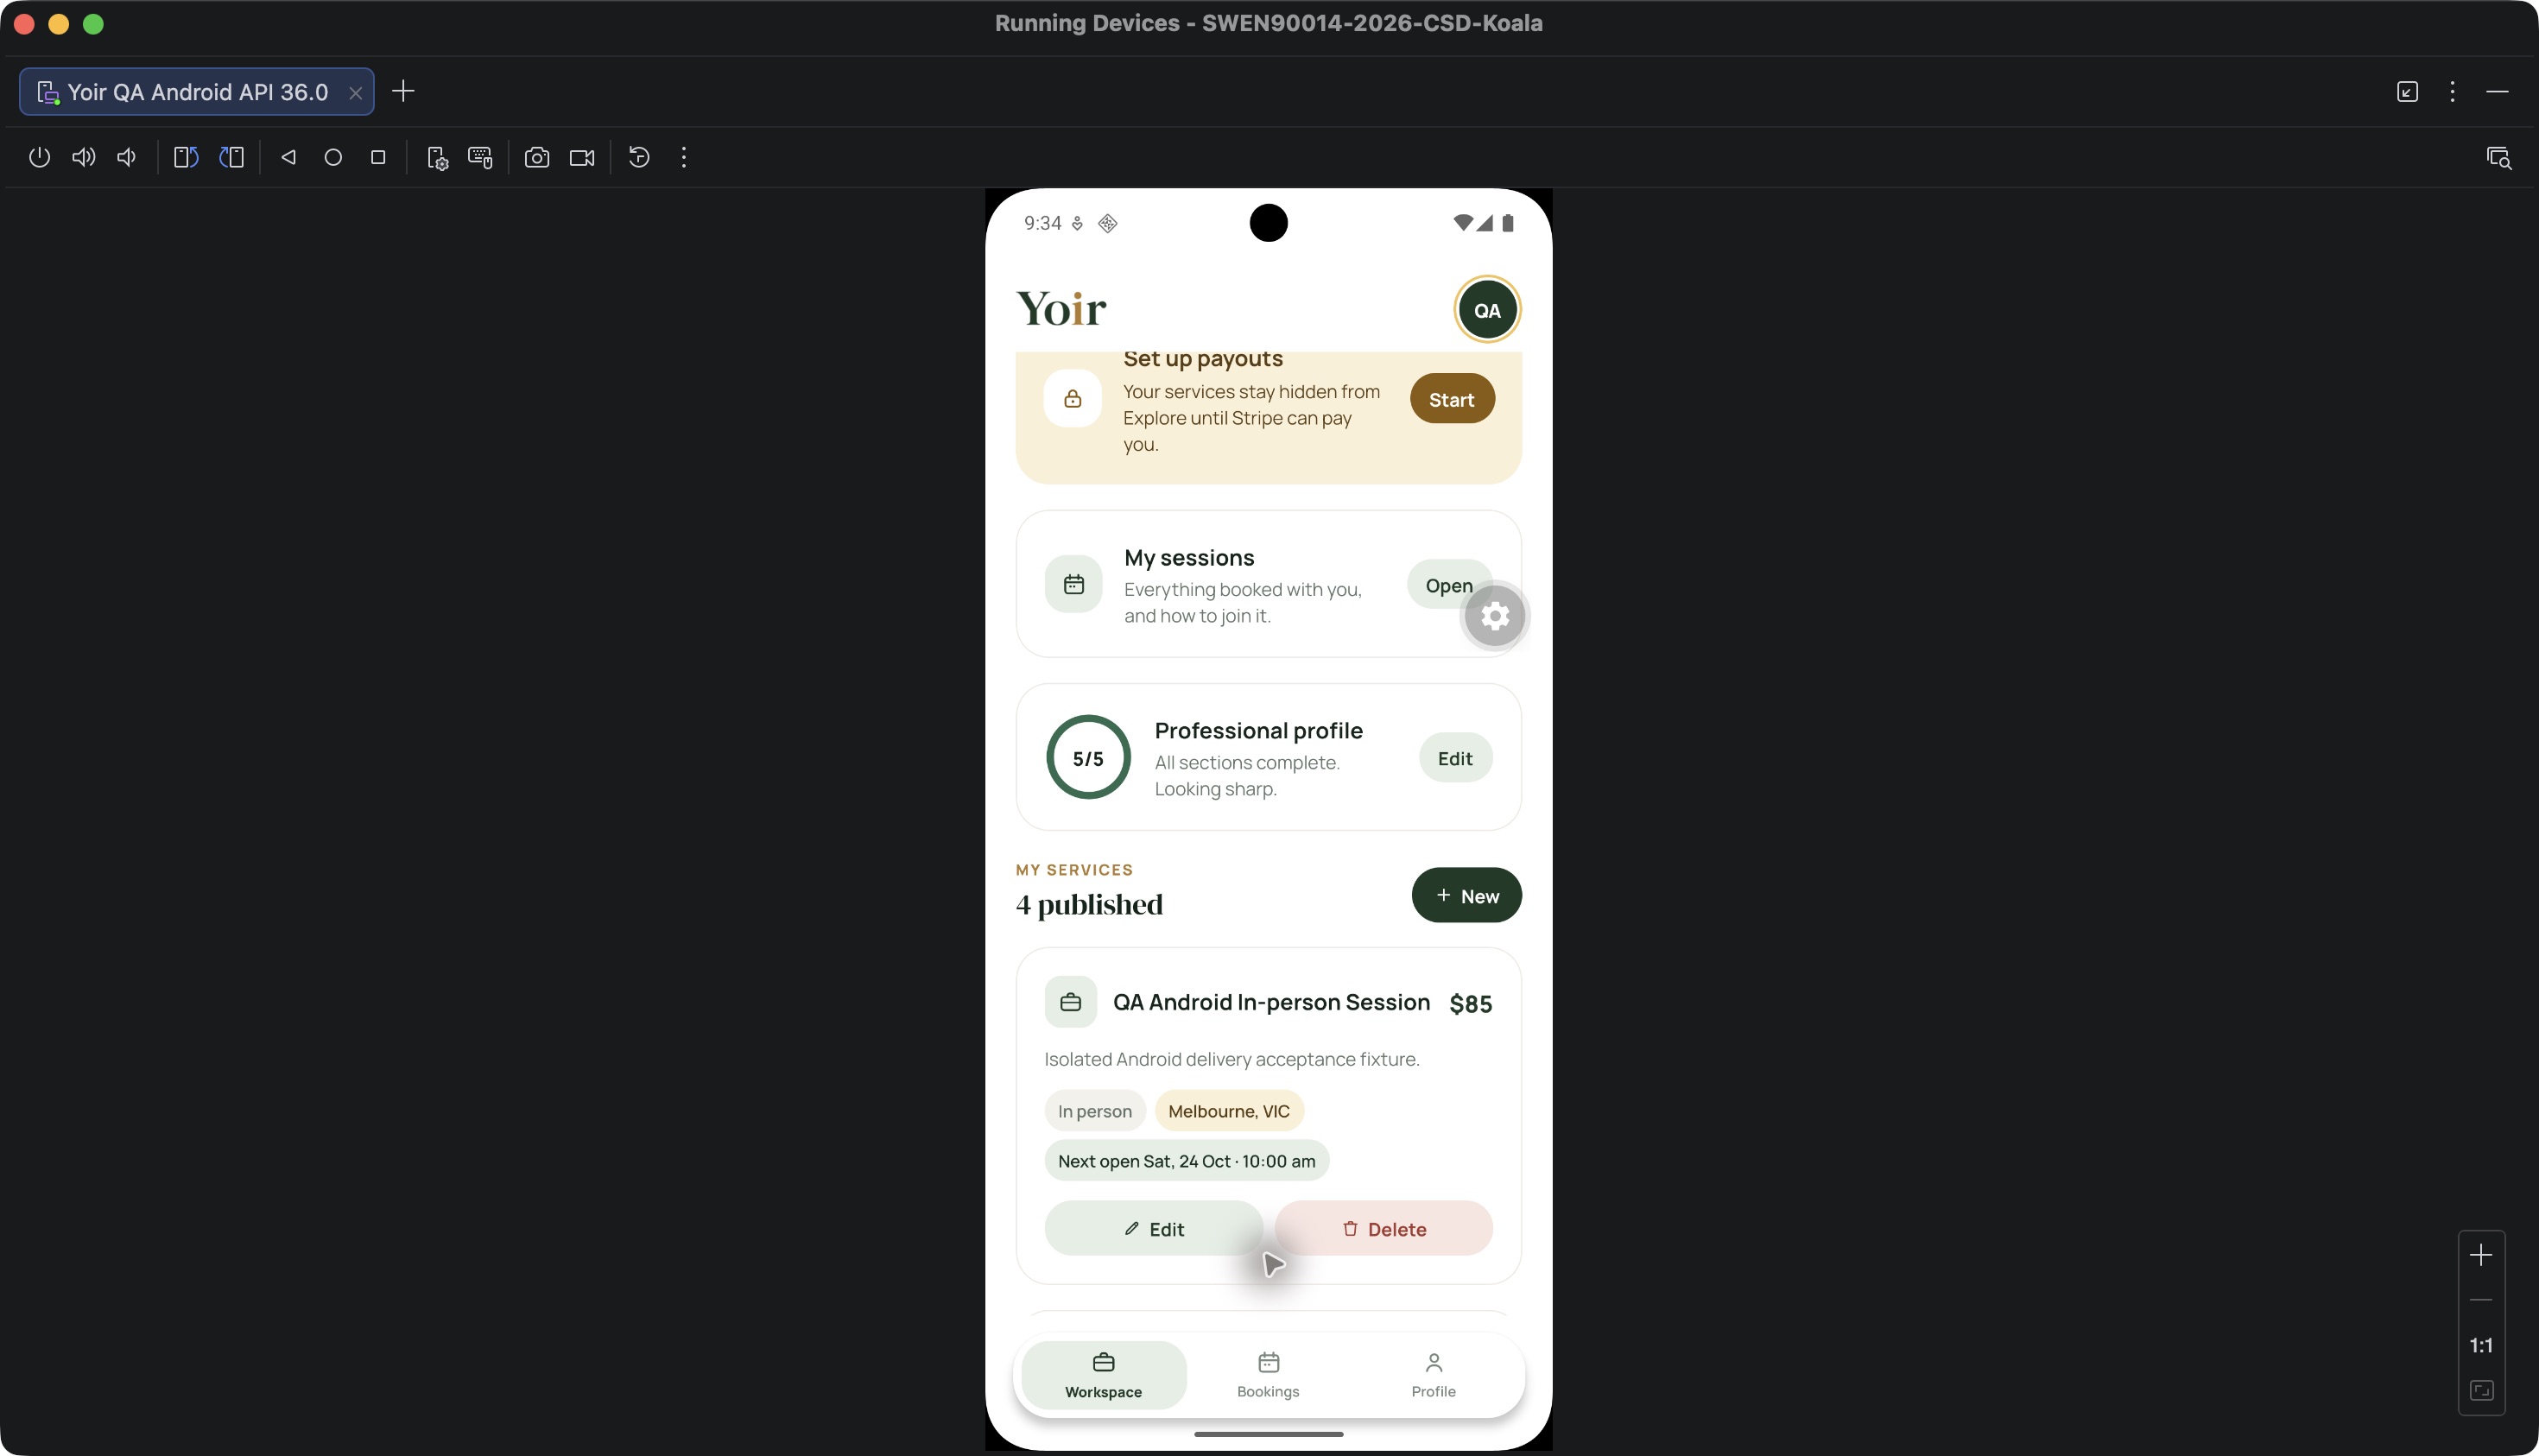 Running Devices - SWEN90014-2026-CSD-Koala
Yoir QA Android API 36.0
9:34
Yoir
QA
Set up payouts
Your services stay hidden from
Explore until Stripe can pay
you.
Start
My sessions
Everything booked with you,
and how to join it.
Open
5/5
Professional profile
All sections complete.
Looking sharp.
Edit
MY SERVICES
4 published
+ New
QA Android In-person Session
$85
Isolated Android delivery acceptance fixture.
In person
Melbourne, VIC
Next open Sat, 24 Oct · 10:00 am
Edit
Delete
Workspace
Bookings
Profile
1:1